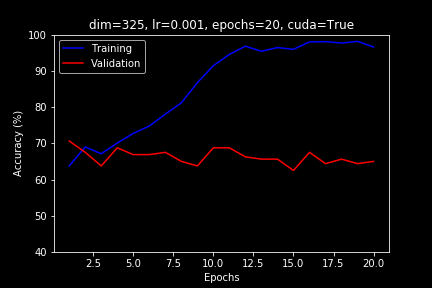 dim=325, lr=0.001, epochs=20, cuda=True
100
90
80
70
60
50
40
Accuracy (%)
Training
Validation
2.5 5.0 7.5 10.0 12.5 15.0 17.5 20.0
Epochs